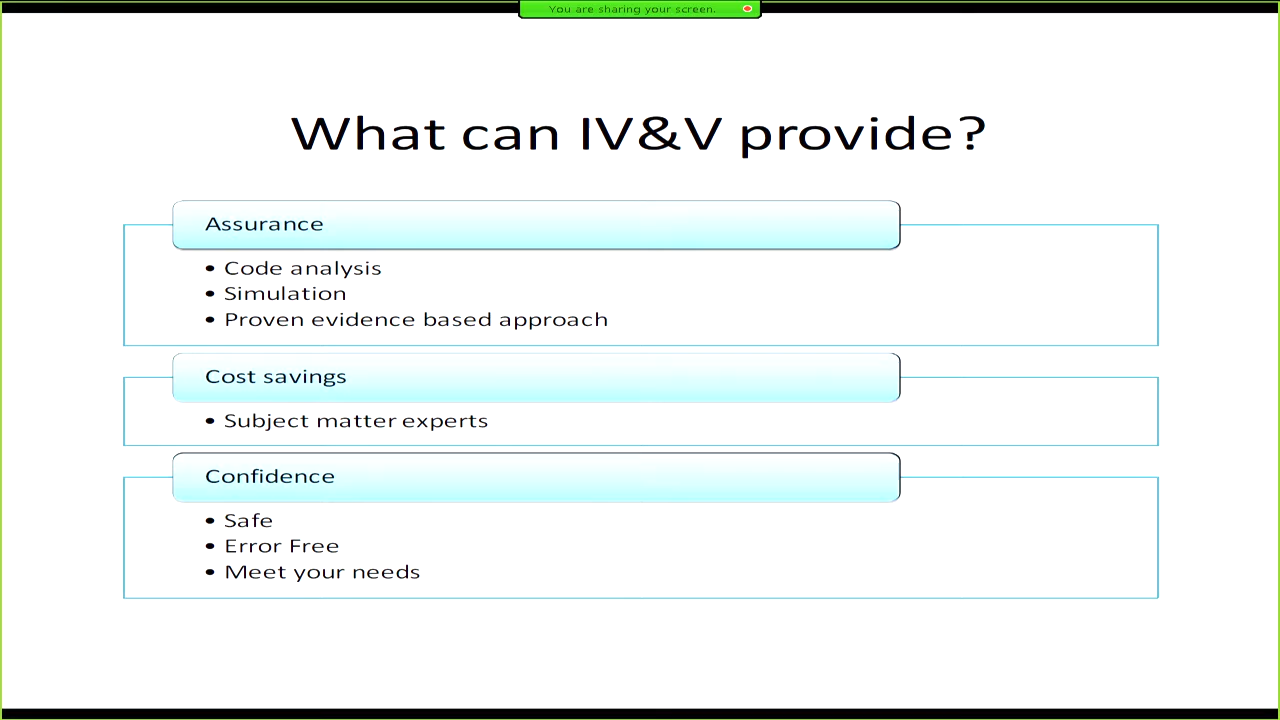 You are sharing your screen.
What can IV&V provide?
Assurance
• Code analysis
• Simulation
• Proven evidence based approach
Cost savings
• Subject matter experts
Confidence
• Safe
• Error Free
• Meet your needs